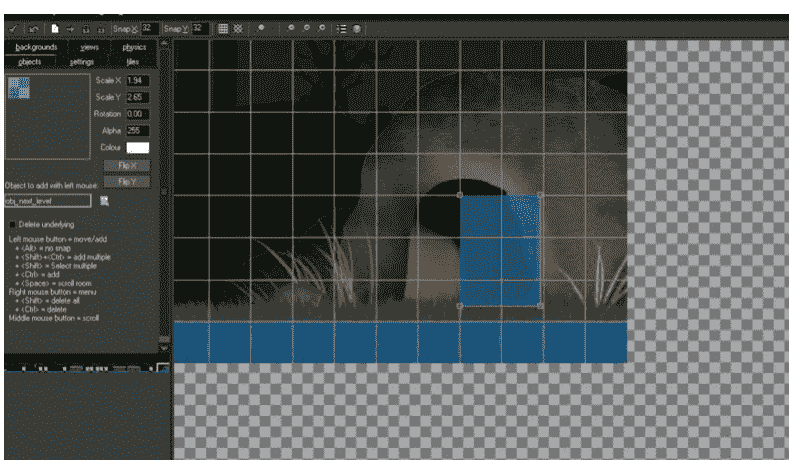 Snap X: 32 Snap Y: 32
backgrounds views physics
objects settings tiles
Scale X 1.94
Scale Y 2.65
Rotation 0.00
Alpha 255
Colour
Flip X
Flip Y
Object to add with left mouse:
obj_next_level
Delete underlying
Left mouse button = move/add
+ <Alt> = no snap
+ <Shift>+<Ctrl> = add multiple
+ <Shift> = Select multiple
+ <Ctrl> = add
+ <Space> = scroll room
Right mouse button = menu
+ <Shift> = delete all
+ <Ctrl> = delete
Middle mouse button = scroll